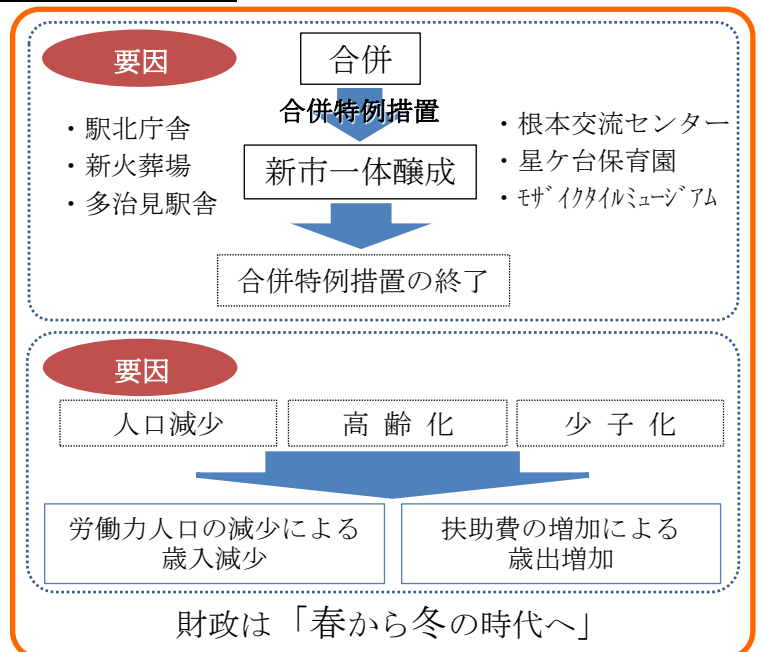 要因
合併
合併特例措置
・駅北庁舎
・新火葬場
・多治見駅舎
新市一体醸成
・根本交流センター
・星ケ台保育園
・ﾓｻﾞｲｸﾀｲﾙﾐｭｰｼﾞｱﾑ
合併特例措置の終了
要因
人口減少
高 齢 化
少 子 化
労働力人口の減少による
歳入減少
扶助費の増加による
歳出増加
財政は「春から冬の時代へ」